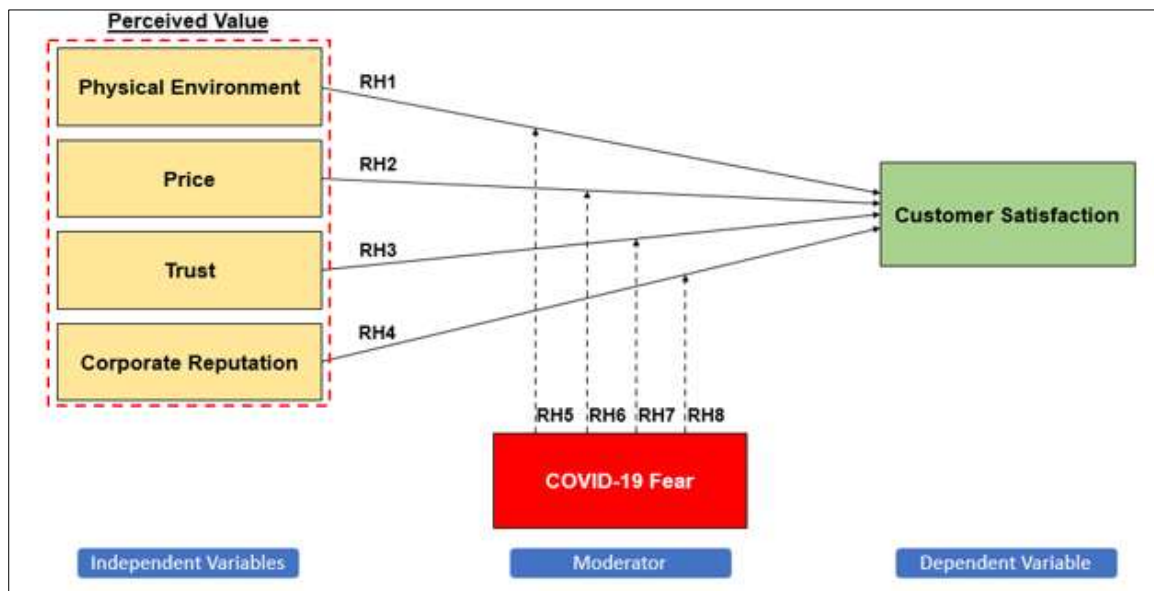 Perceived Value
Physical Environment
RH1
Price
RH2
Trust
RH3
Corporate Reputation
RH4
Customer Satisfaction
RH5
RH6
RH7
RH8
COVID-19 Fear
Independent Variables
Moderator
Dependent Variable